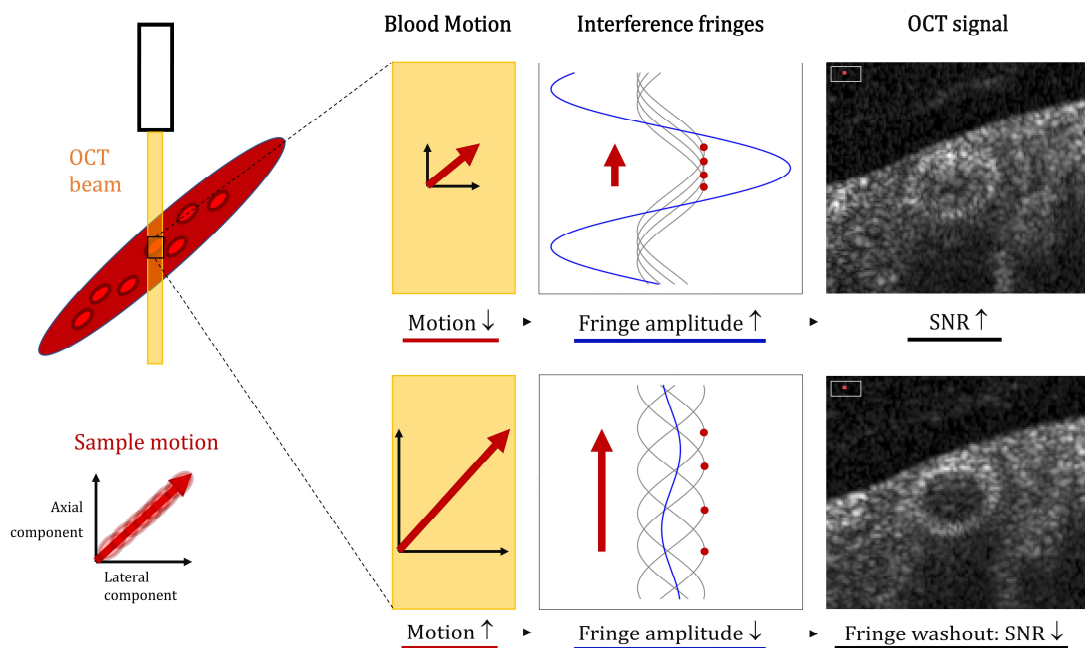 Blood Motion
Interference fringes
OCT signal
OCT
beam
Motion ↓
Fringe amplitude ↑
SNR ↑
Sample motion
Axial
component
Lateral
component
Motion ↑
Fringe amplitude ↓
Fringe washout: SNR ↓